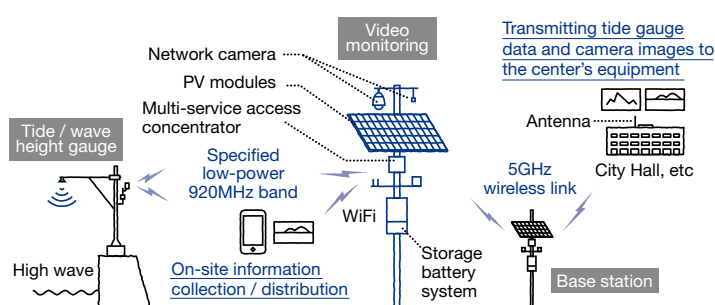 Video
monitoring
Network camera
PV modules
Multi-service access
concentrator
Transmitting tide gauge
data and camera images to
the center's equipment
Antenna
City Hall, etc
Tide / wave
height gauge
Specified
low-power
920MHz band
5GHz
wireless link
WiFi
High wave
On-site information
collection / distribution
Storage
battery
system
Base station